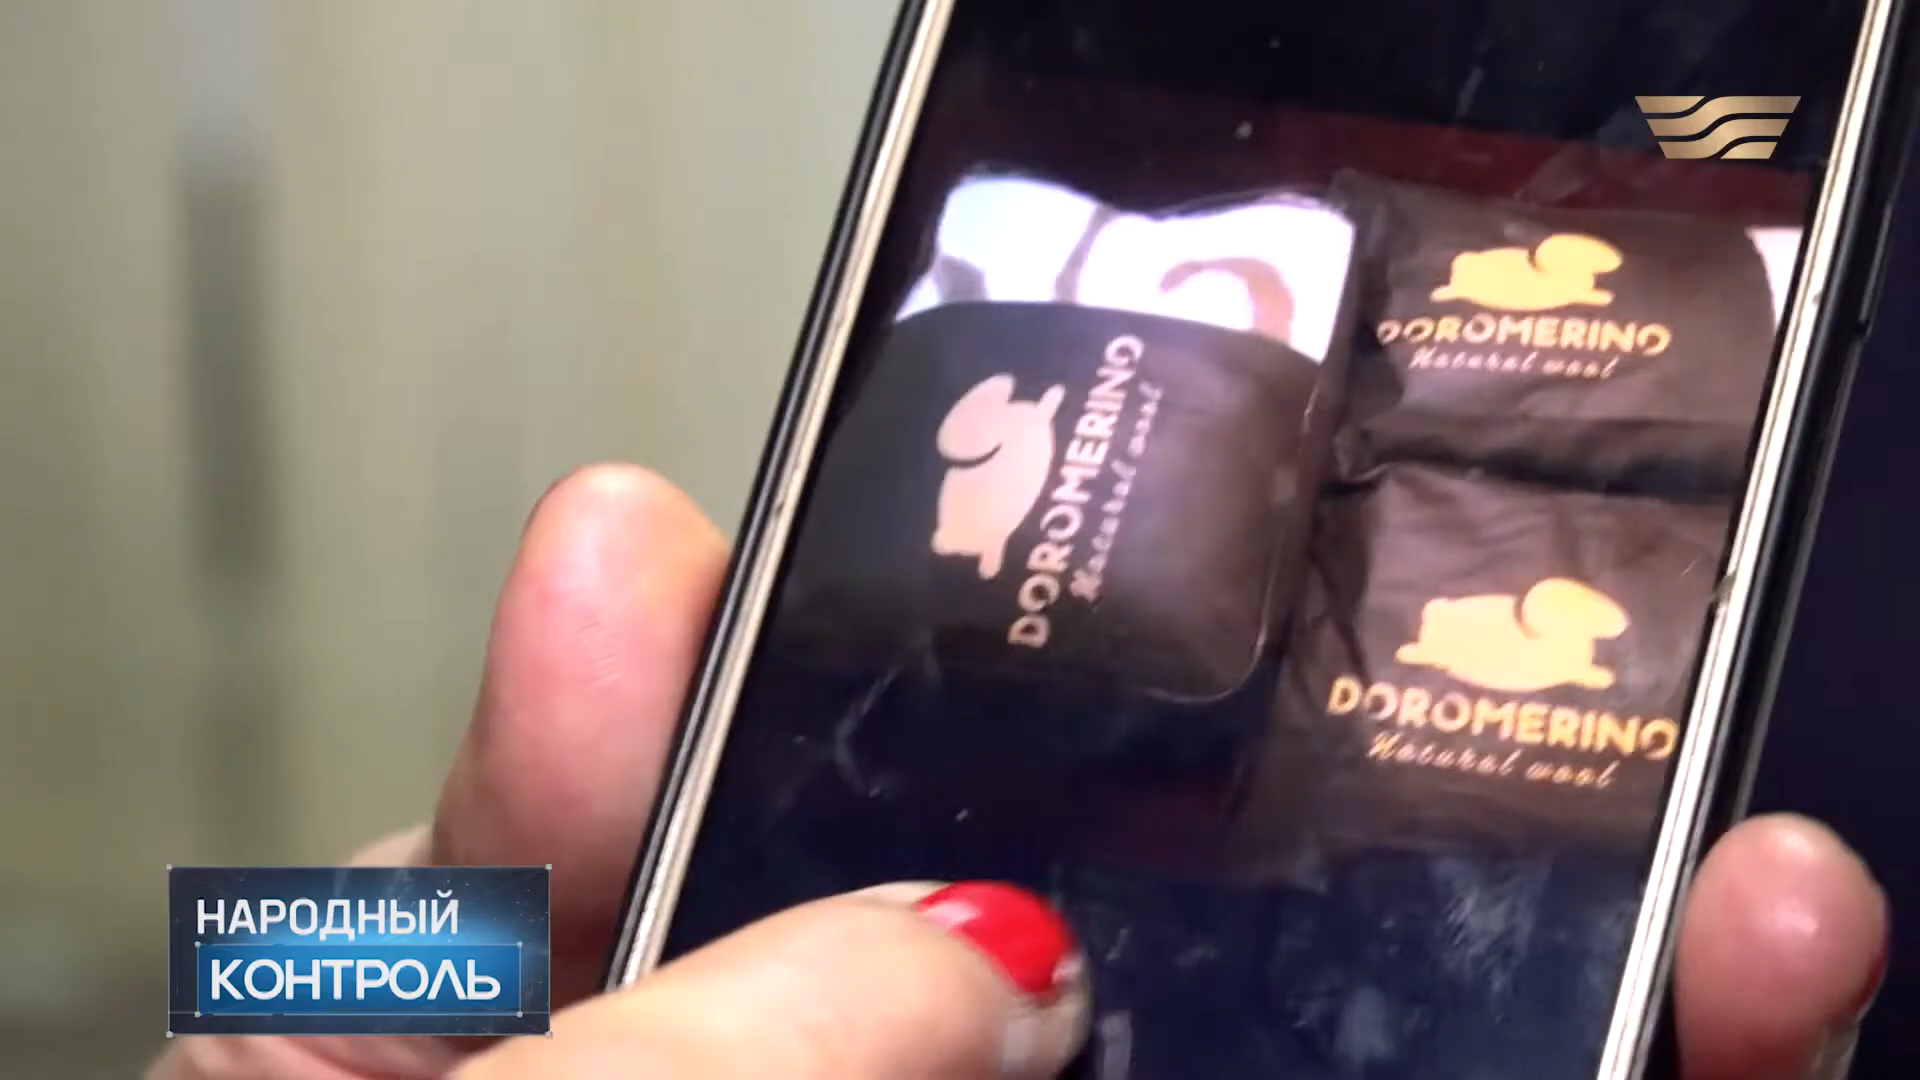 DOROMERINO
Natural wool
DOROMERINO
Natural wool
DOROMERINO
Natural wool
НАРОДНЫЙ
КОНТРОЛЬ